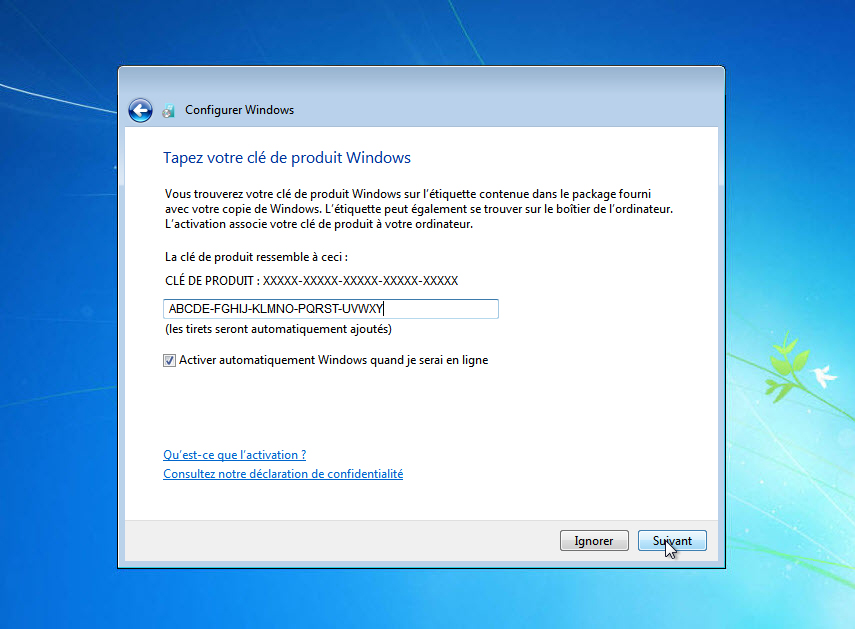 Configurer Windows
Tapez votre clé de produit Windows
Vous trouverez votre clé de produit Windows sur l'étiquette contenue dans le package fourni
avec votre copie de Windows. L'étiquette peut également se trouver sur le boîtier de l'ordinateur.
L'activation associe votre clé de produit à votre ordinateur.
La clé de produit ressemble à ceci :
CLÉ DE PRODUIT : XXXXX-XXXXX-XXXXX-XXXXX-XXXXX
ABCDE-FGHIJ-KLMNO-PQRST-UVWXY
(les tirets seront automatiquement ajoutés)
Activer automatiquement Windows quand je serai en ligne
Qu'est-ce que l'activation ?
Consultez notre déclaration de confidentialité
Ignorer
Suivant